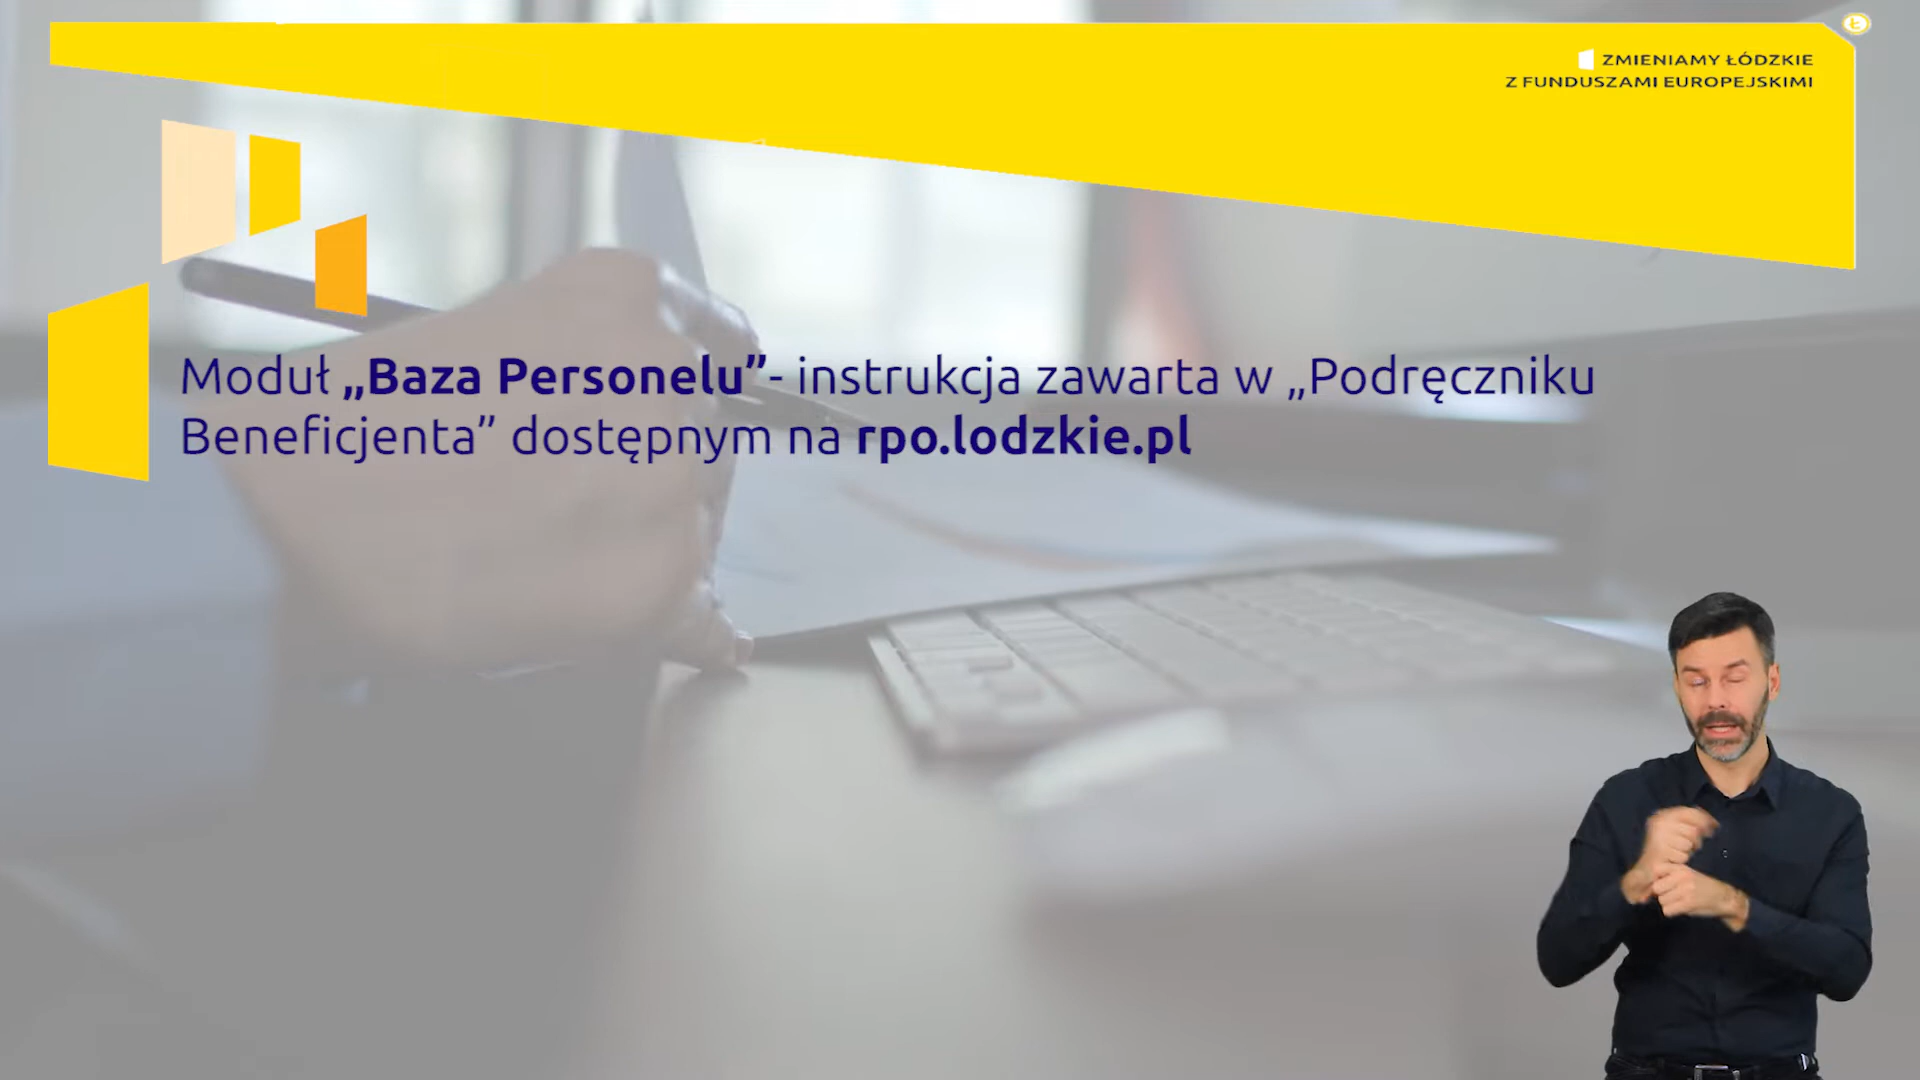 ZMIENIAMY ŁÓDZKIE
Z FUNDUSZAMI EUROPEJSKIMI
Moduł „Baza Personelu”- instrukcja zawarta w „Podręczniku
Beneficjenta” dostępnym na rpo.lodzkie.pl